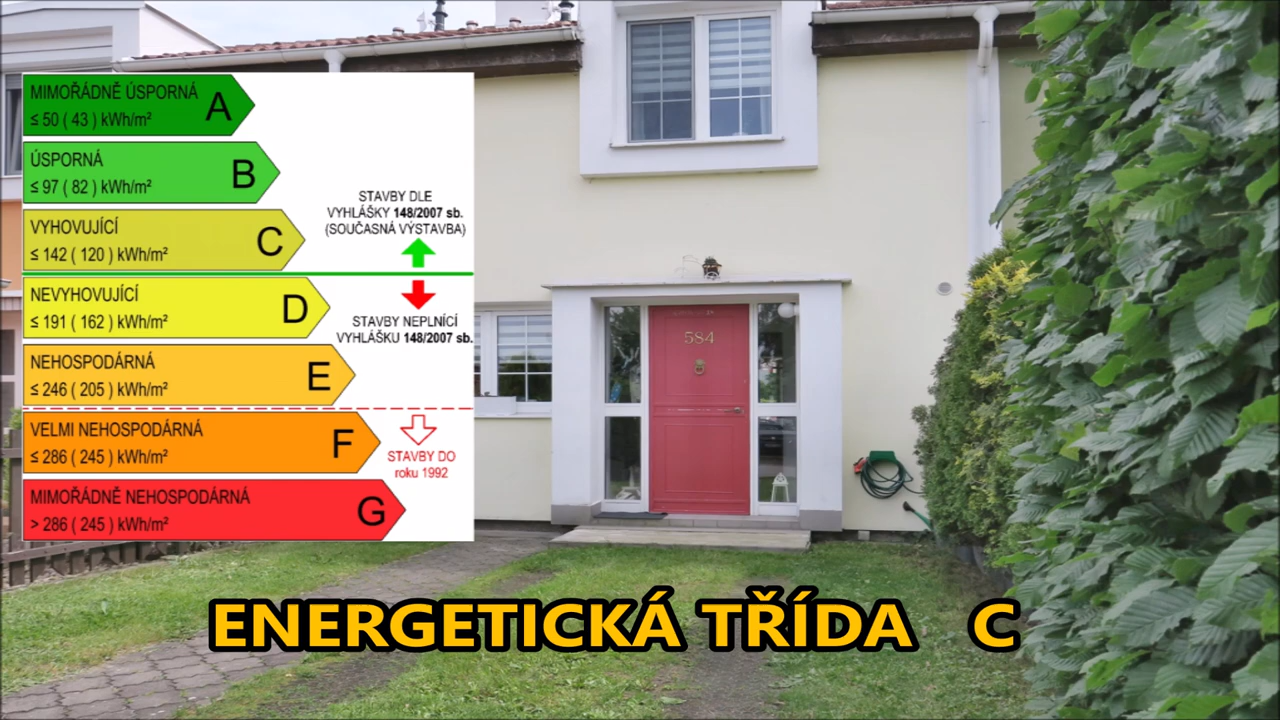 MIMOŘÁDNĚ ÚSPORNÁ
≤ 50 ( 43 ) kWh/m²
A
ÚSPORNÁ
≤ 97 ( 82 ) kWh/m²
B
VYHOVUJÍCÍ
≤ 142 ( 120 ) kWh/m²
C
STAVBY DLE
VYHLÁŠKY 148/2007 sb.
(SOUČASNÁ VÝSTAVBA)
NEVYHOVUJÍCÍ
≤ 191 ( 162 ) kWh/m²
D
STAVBY NEPLNÍCÍ
VYHLÁŠKU 148/2007 sb.
NEHOSPODÁRNÁ
≤ 246 ( 205 ) kWh/m²
E
VELMI NEHOSPODÁRNÁ
≤ 286 ( 245 ) kWh/m²
F
STAVBY DO
roku 1992
MIMOŘÁDNĚ NEHOSPODÁRNÁ
> 286 ( 245 ) kWh/m²
G
584
ENERGETICKÁ TŘÍDA C